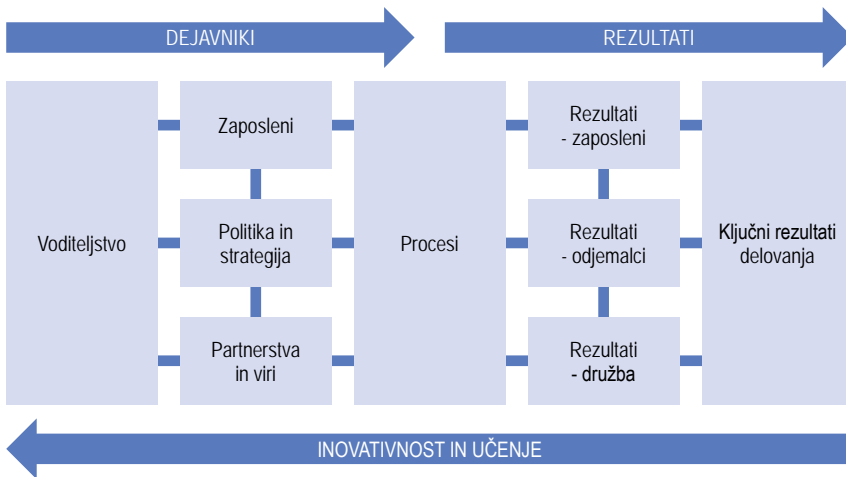 DEJAVNIKI
REZULTATI
Voditeljstvo
Zaposleni
Politika in
strategija
Partnerstva
in viri
Procesi
Rezultati
- zaposleni
Rezultati
- odjemalci
Rezultati
- družba
Ključni rezultati
delovanja
INOVATIVNOST IN UČENJE